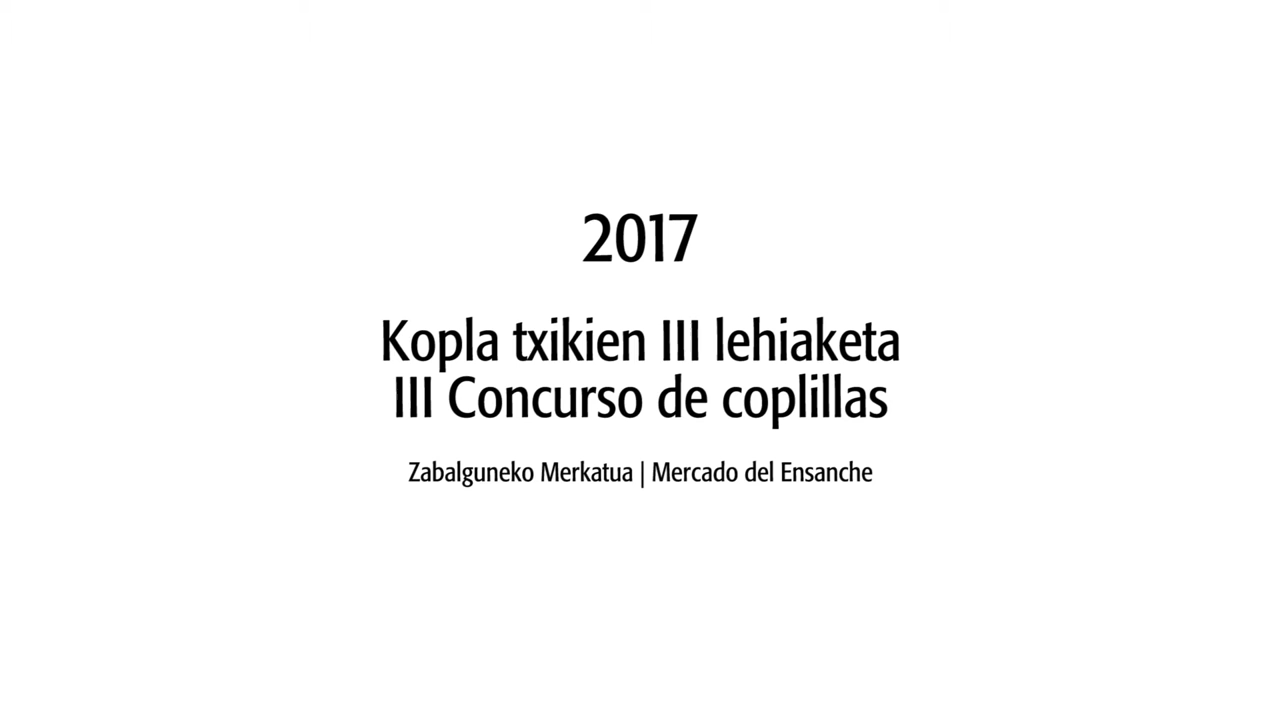 2017
Kopla txikien III lehiaketa
III Concurso de coplillas
Zabalguneko Merkatua | Mercado del Ensanche